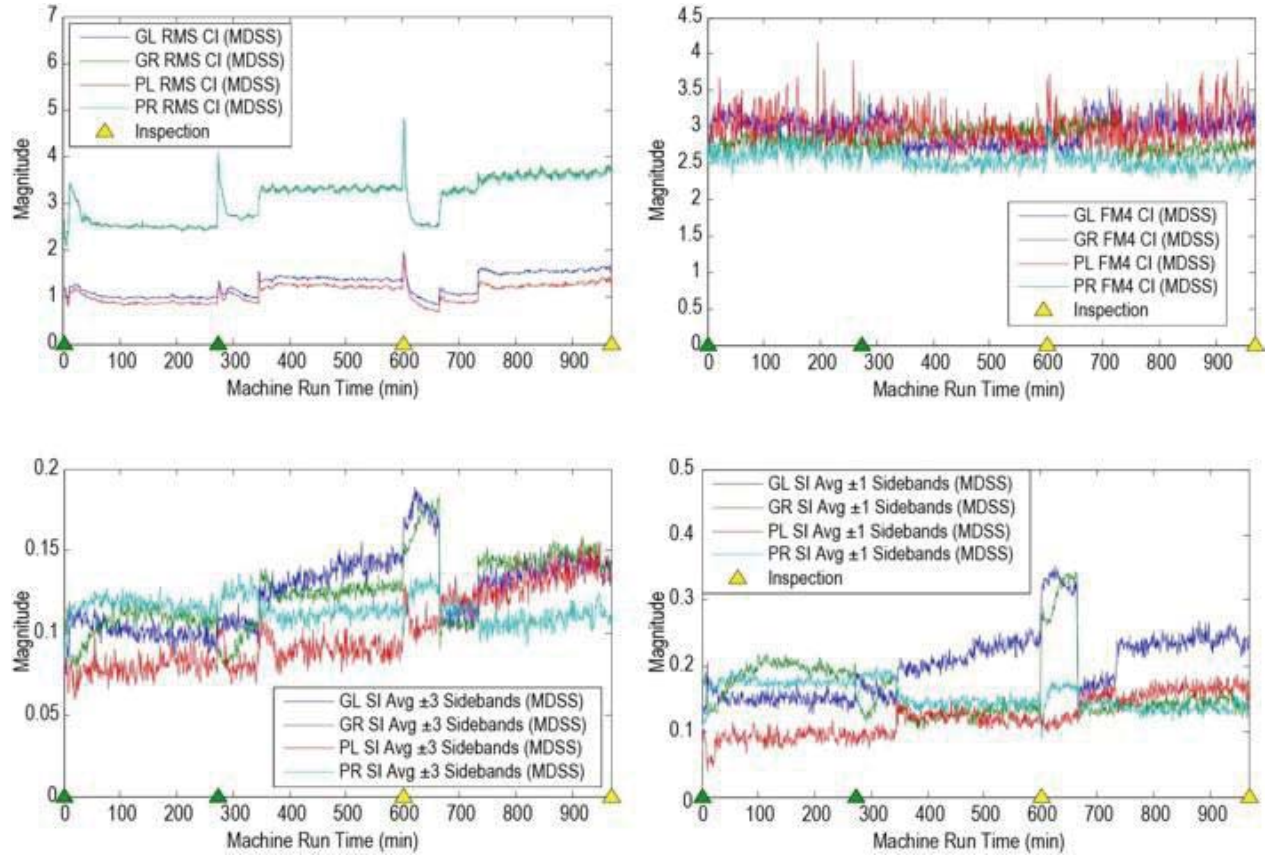 7
6
5
4
3
2
1
0
Magnitude
GL RMS CI (MDSS)
GR RMS CI (MDSS)
PL RMS CI (MDSS)
PR RMS CI (MDSS)
Inspection
0 100 200 300 400 500 600 700 800 900
Machine Run Time (min)
4.5
4
3.5
3
2.5
2
1.5
1
0.5
0
Magnitude
GL FM4 CI (MDSS)
GR FM4 CI (MDSS)
PL FM4 CI (MDSS)
PR FM4 CI (MDSS)
Inspection
0 100 200 300 400 500 600 700 800 900
Machine Run Time (min)
0.2
0.15
0.1
0.05
0
Magnitude
GL SI Avg ±3 Sidebands (MDSS)
GR SI Avg ±3 Sidebands (MDSS)
PL SI Avg ±3 Sidebands (MDSS)
PR SI Avg ±3 Sidebands (MDSS)
0 100 200 300 400 500 600 700 800 900
Machine Run Time (min)
0.5
0.4
0.3
0.2
0.1
0
Magnitude
GL SI Avg ±1 Sidebands (MDSS)
GR SI Avg ±1 Sidebands (MDSS)
PL SI Avg ±1 Sidebands (MDSS)
PR SI Avg ±1 Sidebands (MDSS)
Inspection
0 100 200 300 400 500 600 700 800 900
Machine Run Time (min)